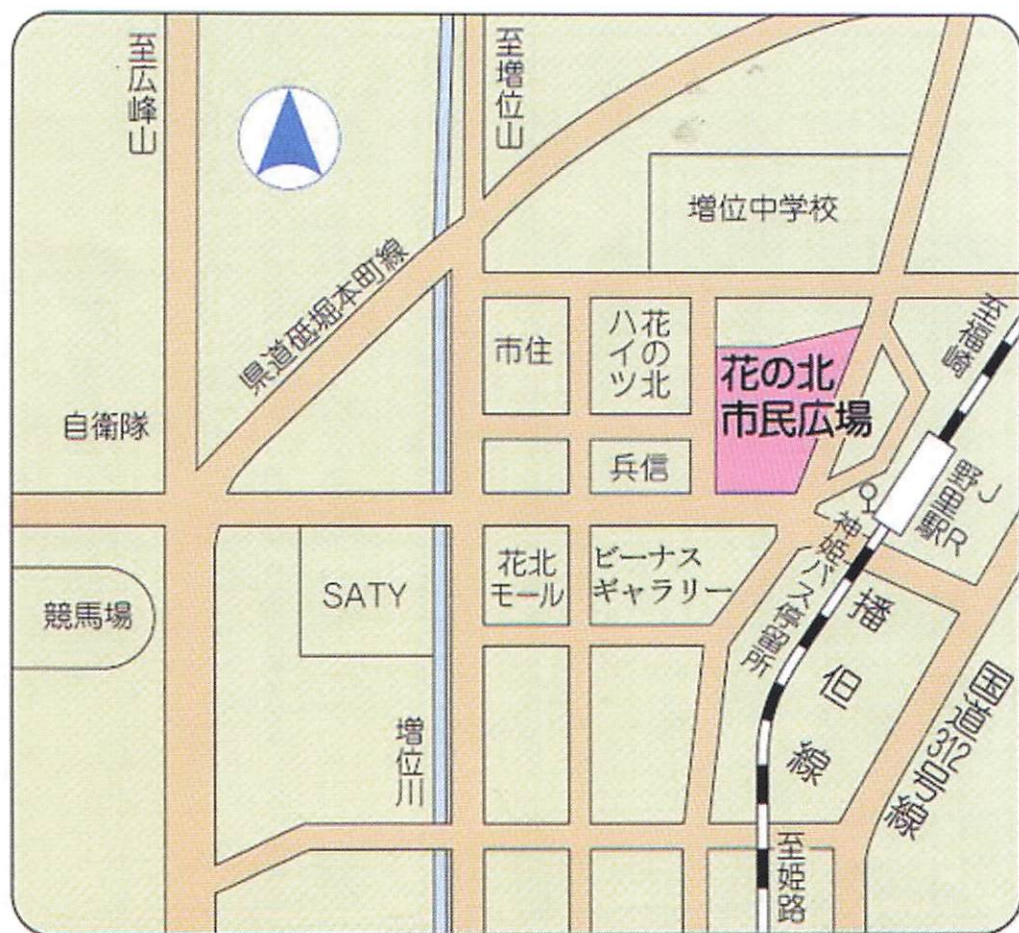 至広峰山
至増位山
増位中学校
県道砥堀本町線
至福崎
市住
花の北
ハイツ
花の北
市民広場
自衛隊
兵信
JR
野里駅
神姫バス停留所
花北
モール
ビーナス
ギャラリー
SATY
競馬場
播但線
国道312号線
増位川
至姫路